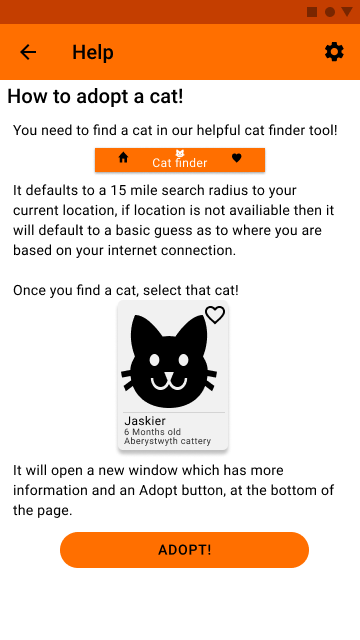 Help
How to adopt a cat!
You need to find a cat in our helpful cat finder tool!
Cat finder
It defaults to a 15 mile search radius to your
current location, if location is not availiable then it
will default to a basic guess as to where you are
based on your internet connection.
Once you find a cat, select that cat!
Jaskier
6 Months old
Aberystwyth cattery
It will open a new window which has more
information and an Adopt button, at the bottom of
the page.
ADOPT!